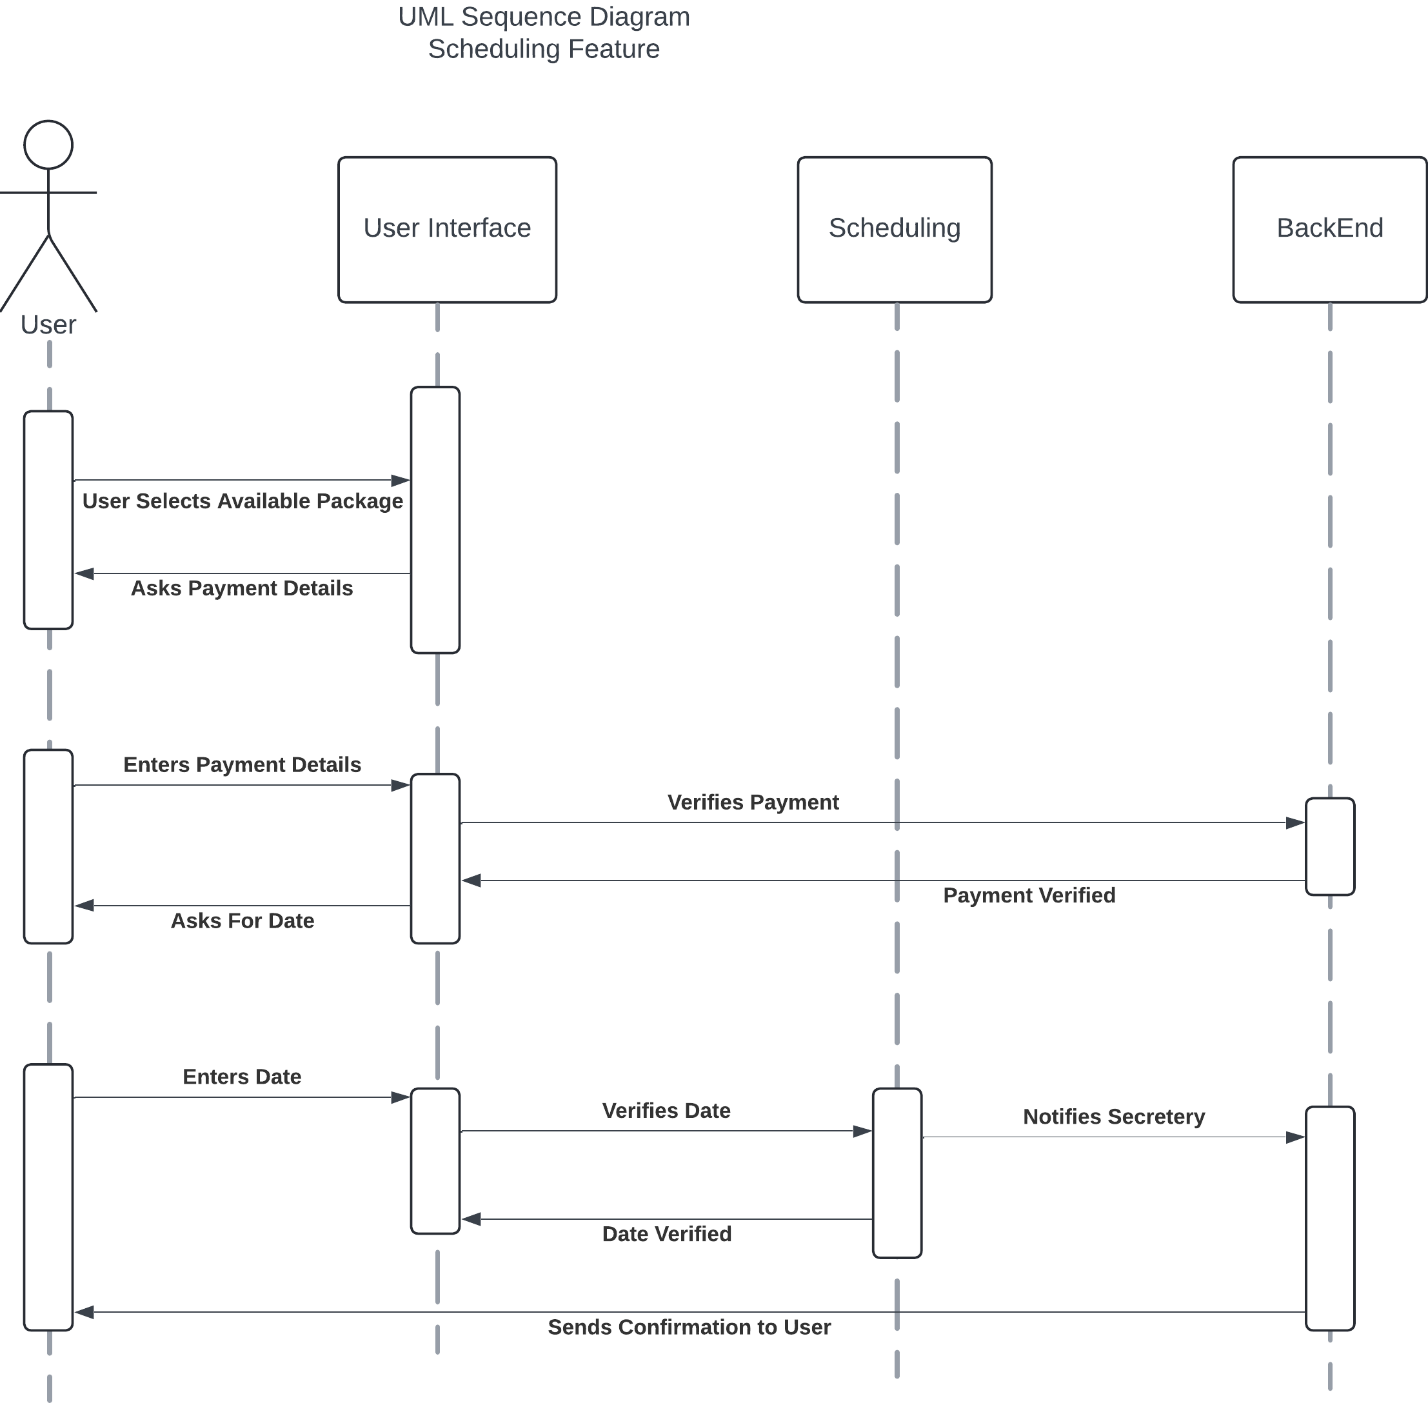 UML Sequence Diagram
Scheduling Feature
User Interface
Scheduling
BackEnd
User
User Selects Available Package
Asks Payment Details
Enters Payment Details
Verifies Payment
Payment Verified
Asks For Date
Enters Date
Verifies Date
Notifies Secretery
Date Verified
Sends Confirmation to User